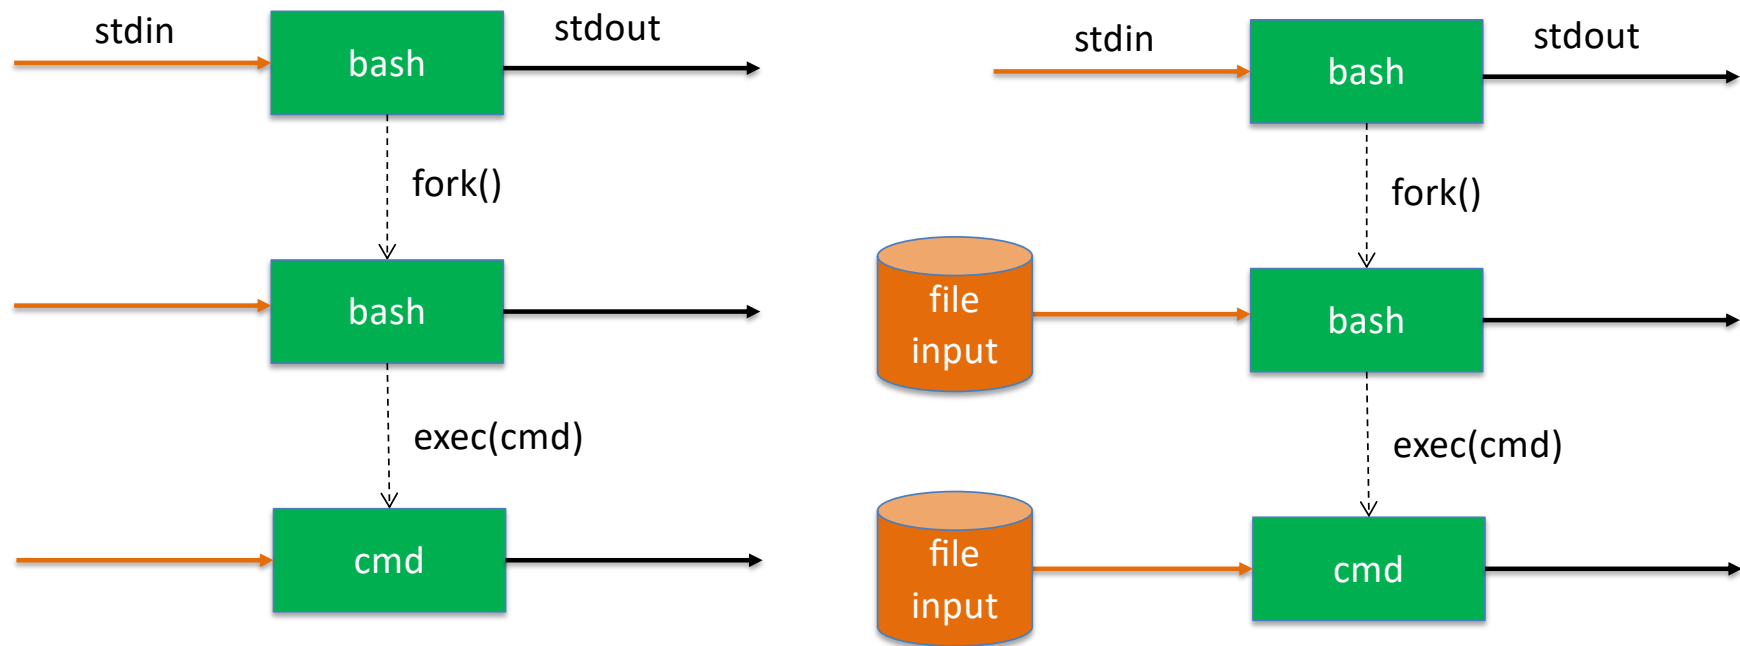 stdin
bash
stdout
fork()
bash
exec(cmd)
cmd
stdin
bash
stdout
fork()
file
input
bash
exec(cmd)
file
input
cmd